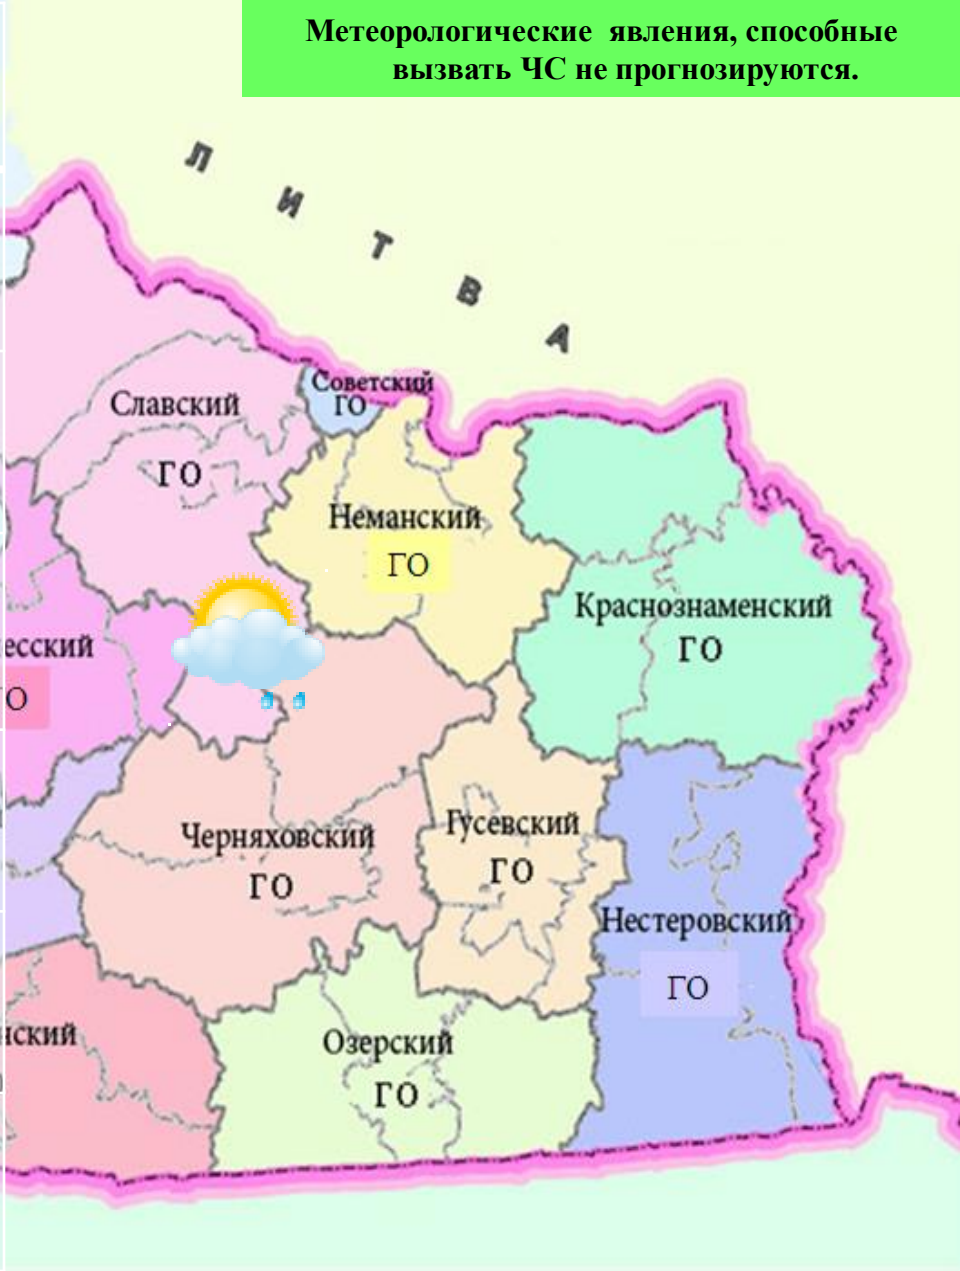 Метеорологические явления, способные
вызвать ЧС не прогнозируются.
ЛИТВА
Советский
ГО
Славский
ГО
Неманский
ГО
Краснознаменский
ГО
есский
О
Черняховский
ГО
Гусевский
ГО
Нестеровский
ГО
нский
Озерский
ГО